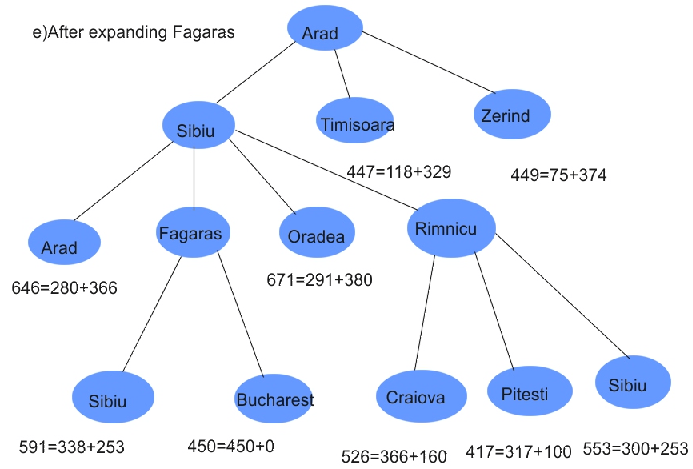 e)After expanding Fagaras
Arad
Sibiu
Timisoara
Zerind
447=118+329
449=75+374
Arad
Fagaras
Oradea
Rimnicu
646=280+366
671=291+380
Sibiu
Bucharest
Craiova
Pitesti
Sibiu
591=338+253
450=450+0
526=366+160
417=317+100
553=300+253